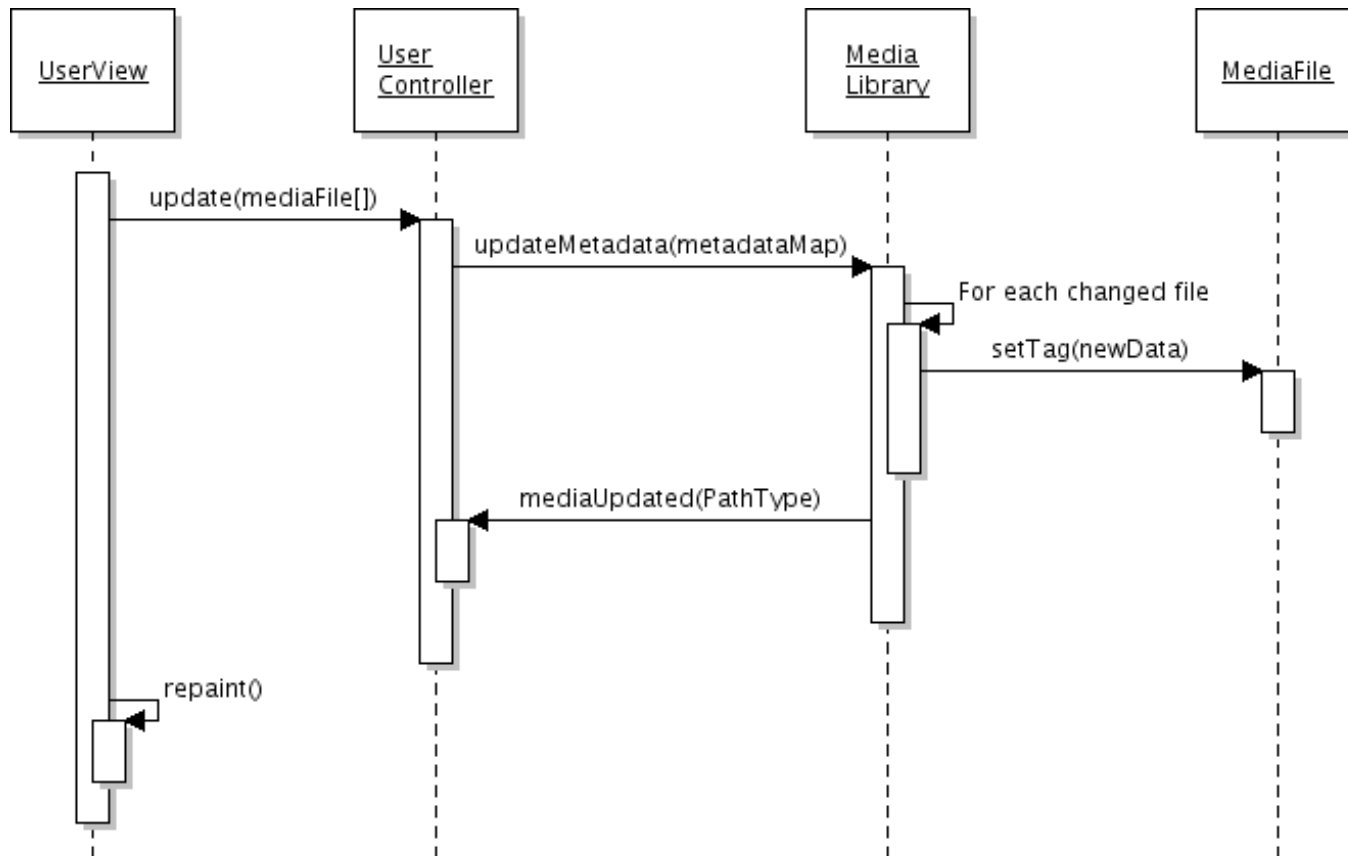 UserView
User
Controller
Media
Library
MediaFile
update(mediaFile[])
updateMetadata(metadataMap)
For each changed file
setTag(newData)
mediaUpdated(PathType)
repaint()